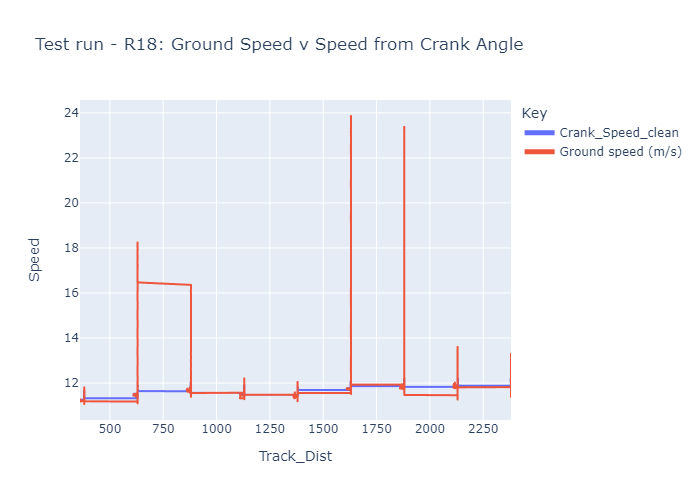 Test run - R18: Ground Speed v Speed from Crank Angle
Key
Crank_Speed_clean
Ground speed (m/s)
24
22
20
18
16
14
12
Speed
500
750
1000
1250
1500
1750
2000
2250
Track_Dist